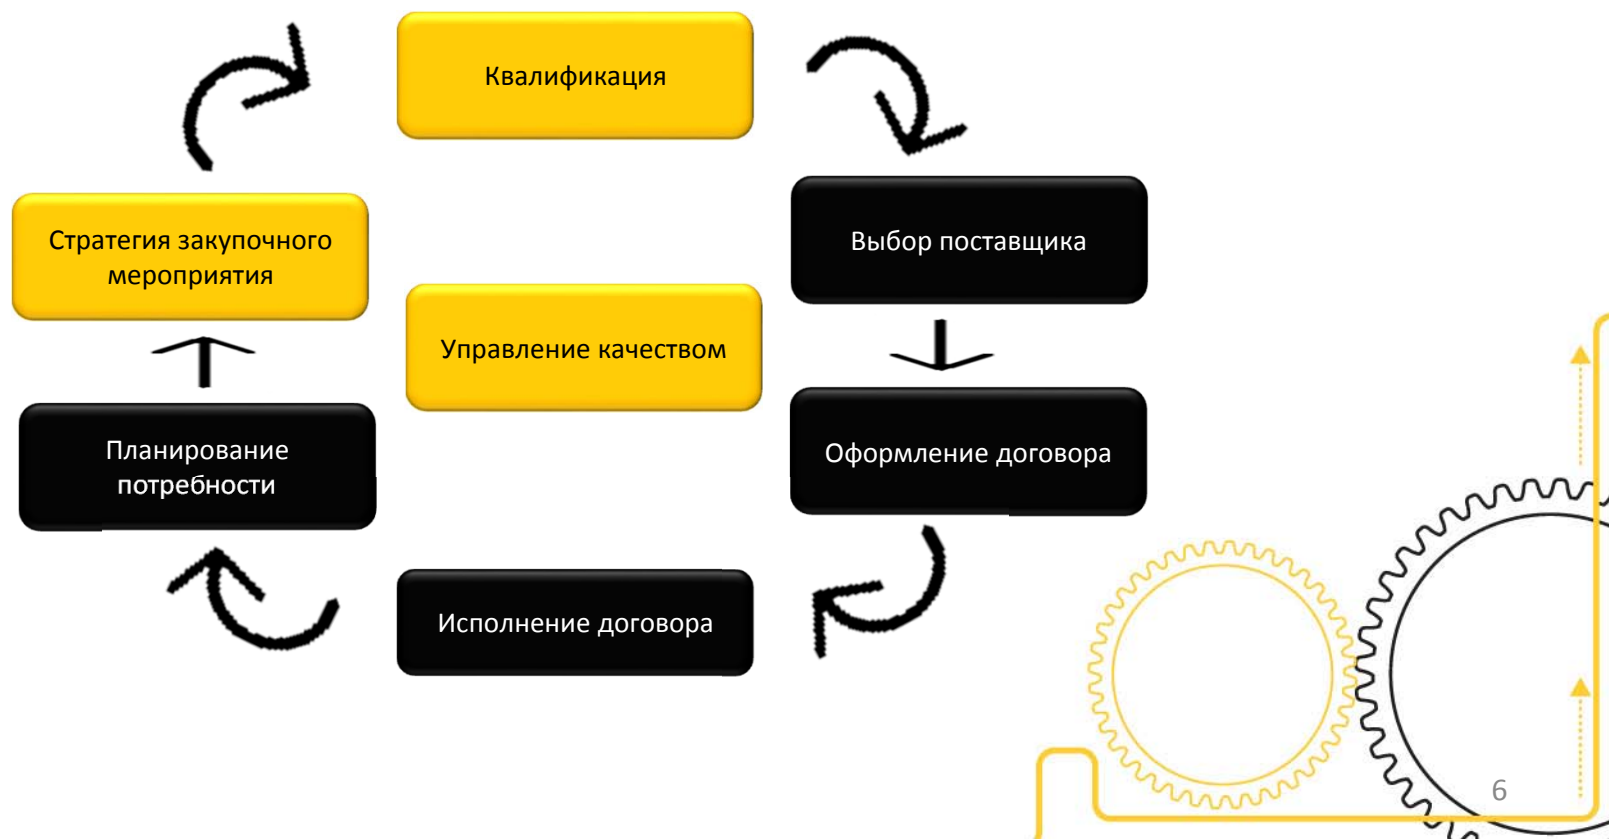 Квалификация
Стратегия закупочного
мероприятия
Выбор поставщика
Управление качеством
Планирование
потребности
Оформление договора
Исполнение договора
6